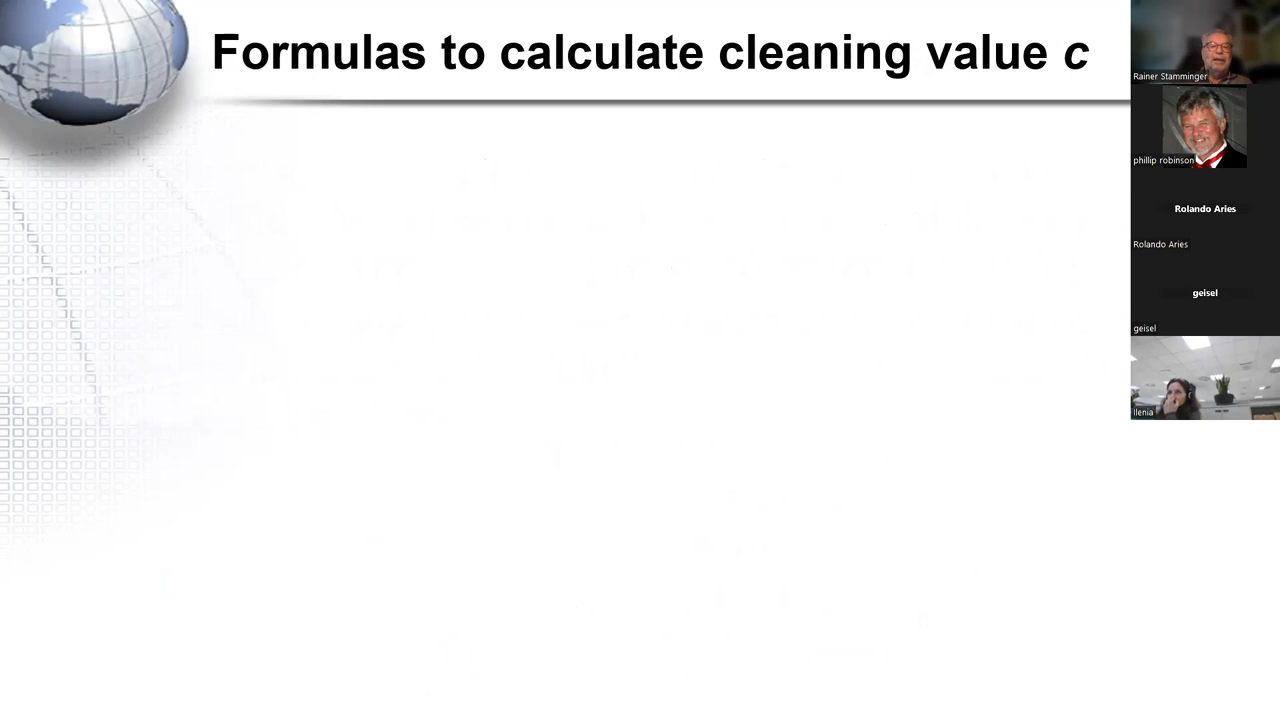 Formulas to calculate cleaning value c
Rainer Stamminger
phillip robinson
Rolando Aries
Rolando Aries
geisel
geisel
Ilenia